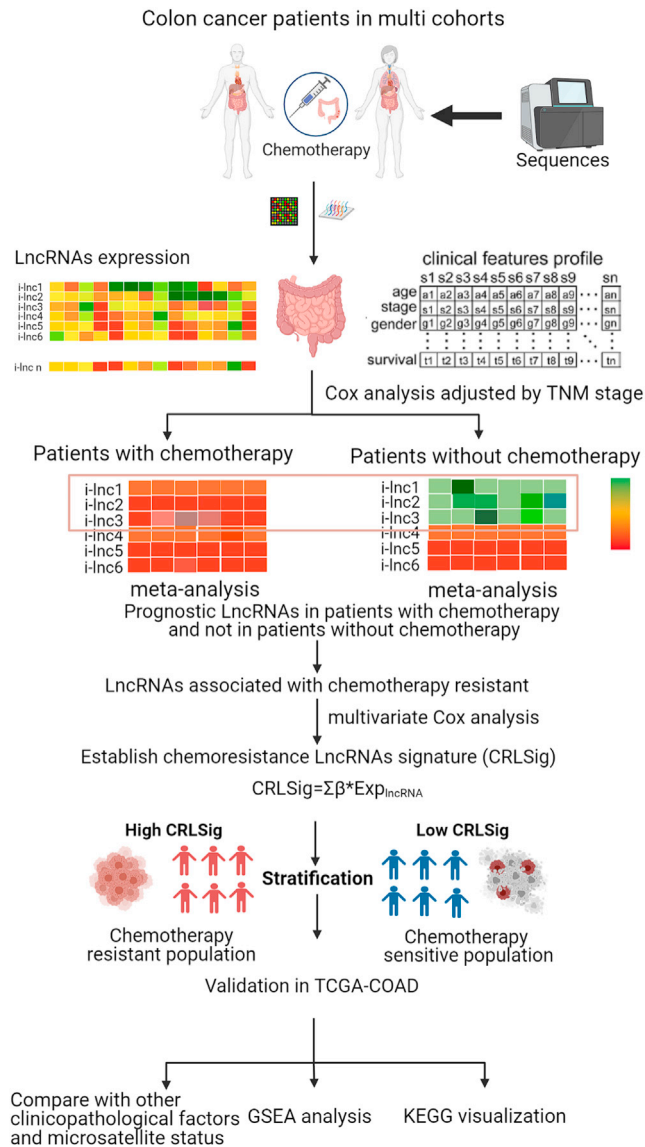 Colon cancer patients in multi cohorts
Chemotherapy
Sequences
LncRNAs expression
i-lnc1
i-lnc2
i-lnc3
i-lnc4
i-lnc5
i-lnc6
i-lnc n
clinical features profile
s1 s2 s3 s4 s5 s6 s7 s8 s9 sn
age a1 a2 a3 a4 a5 a6 a7 a8 a9 ··· an
stage s1 s2 s3 s4 s5 s6 s7 s8 s9 ··· sn
gender g1 g2 g3 g4 g5 g6 g7 g8 g9 ··· gn
survival t1 t2 t3 t4 t5 t6 t7 t8 t9 ··· tn
Cox analysis adjusted by TNM stage
Patients with chemotherapy
i-lnc1
i-lnc2
i-lnc3
i-lnc4
i-lnc5
i-lnc6
meta-analysis
Patients without chemotherapy
i-lnc1
i-lnc2
i-lnc3
i-lnc4
i-lnc5
i-lnc6
meta-analysis
Prognostic LncRNAs in patients with chemotherapy
and not in patients without chemotherapy
LncRNAs associated with chemotherapy resistant
multivariate Cox analysis
Establish chemoresistance LncRNAs signature (CRLSig)
CRLSig=Σβ*Exp lncRNA
High CRLSig
Low CRLSig
Stratification
Chemotherapy
resistant population
Chemotherapy
sensitive population
Validation in TCGA-COAD
Compare with other
clinicopathological factors
and microsatellite status
GSEA analysis
KEGG visualization